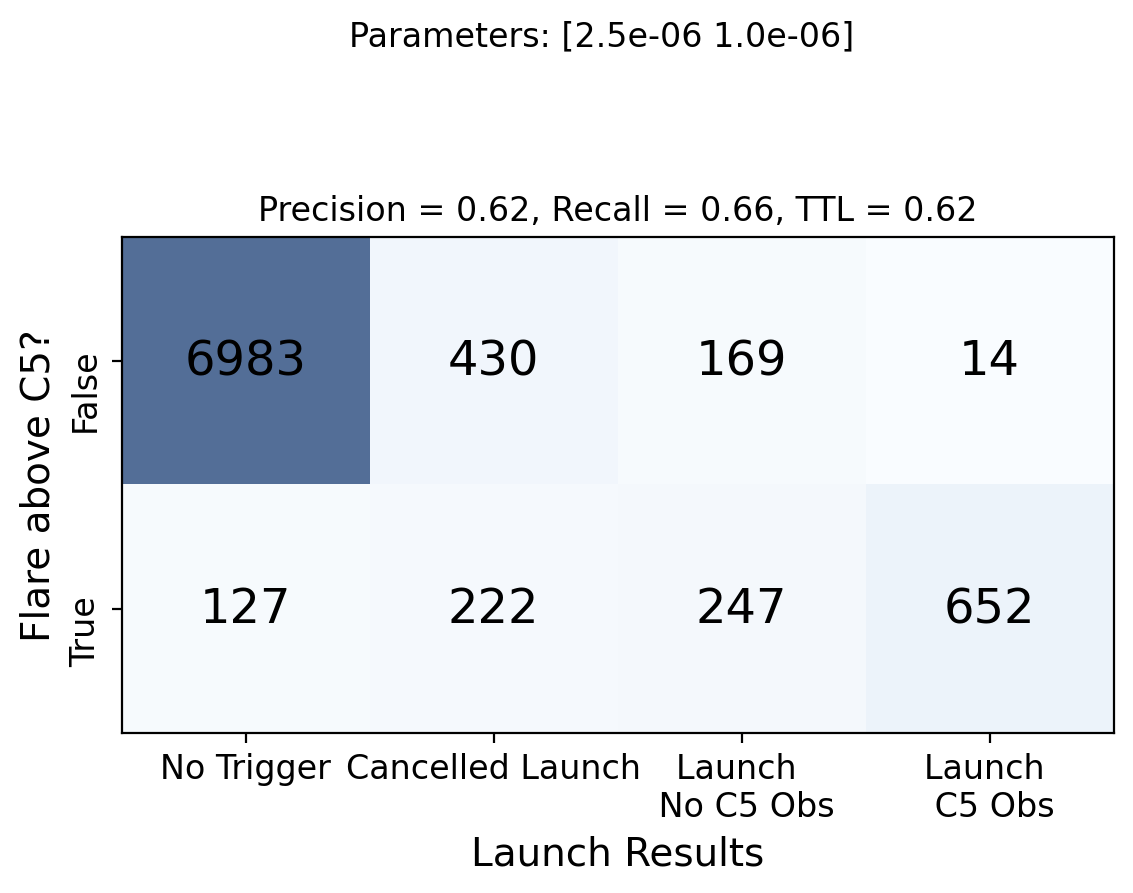 Parameters: [2.5e-06 1.0e-06]
Precision = 0.62, Recall = 0.66, TTL = 0.62
Flare above C5?
False
6983 430 169 14
True
127 222 247 652
No Trigger Cancelled Launch Launch Launch
No C5 Obs C5 Obs
Launch Results